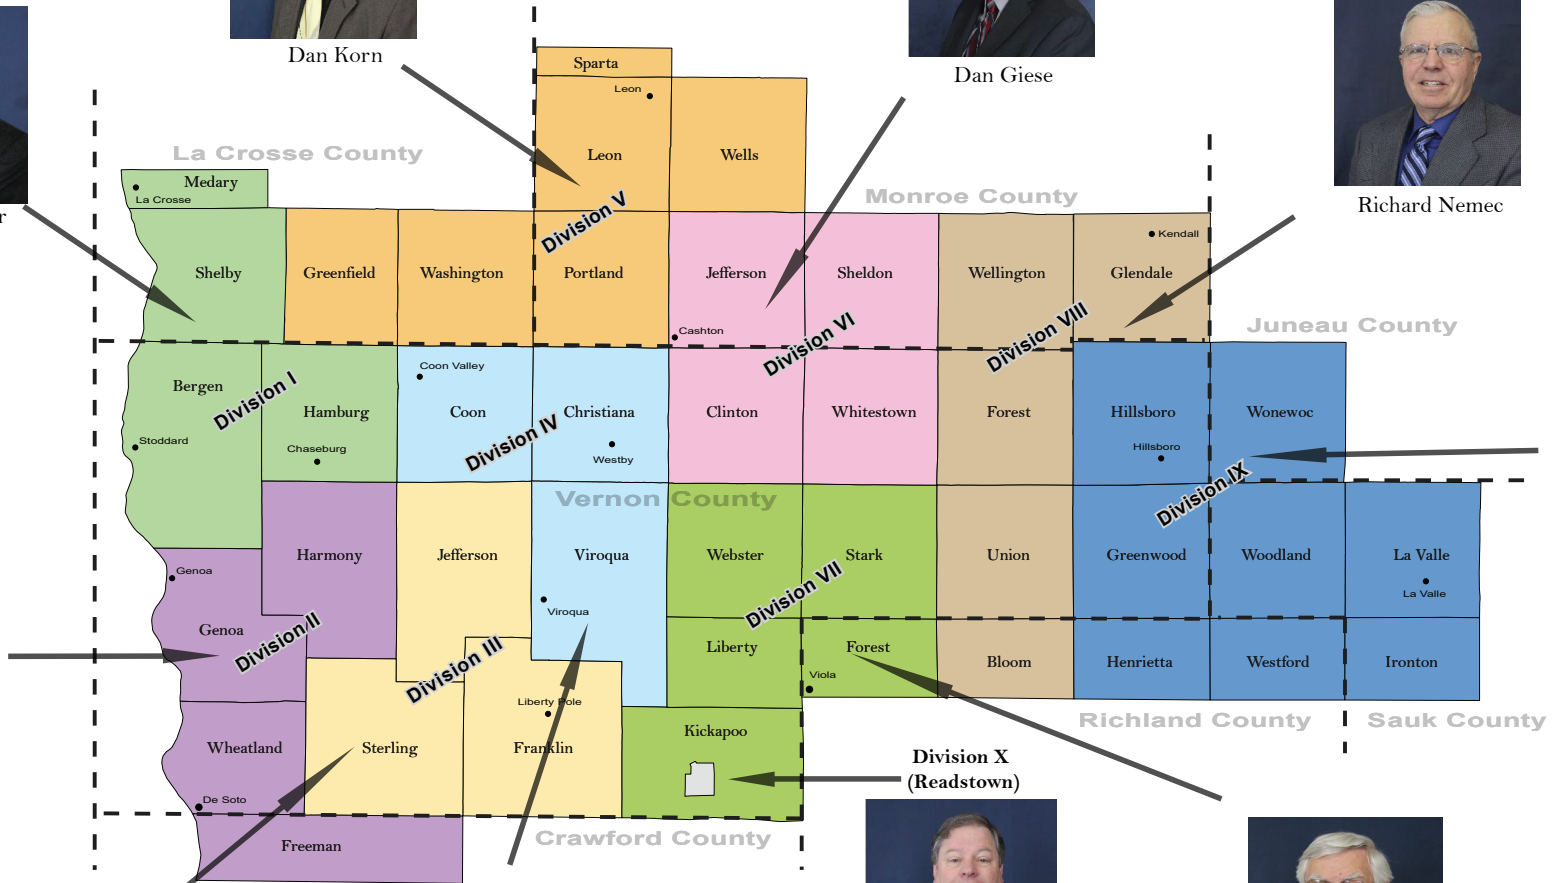 Dan Korn
Dan Giese
Richard Nemec
r
Sparta
Leon
Leon
Wells
La Crosse County
Monroe County
Medary
La Crosse
Division V
Kendall
Shelby
Greenfield
Washington
Portland
Jefferson
Sheldon
Wellington
Glendale
Cashton
Division VI
Division VIII
Juneau County
Coon Valley
Bergen
Division I
Hamburg
Coon
Christiana
Clinton
Whitestown
Forest
Hillsboro
Wonewoc
Stoddard
Chaseburg
Division IV
Westby
Hillsboro
Vernon County
Division IX
Harmony
Jefferson
Viroqua
Webster
Stark
Union
Greenwood
Woodland
La Valle
Genoa
La Valle
Viroqua
Division VII
Genoa
Division II
Division III
Liberty
Forest
Viola
Bloom
Henrietta
Westford
Ironton
Liberty Pole
Richland County
Sauk County
Wheatland
Sterling
Franklin
Kickapoo
Division X
(Readstown)
De Soto
Crawford County
Freeman